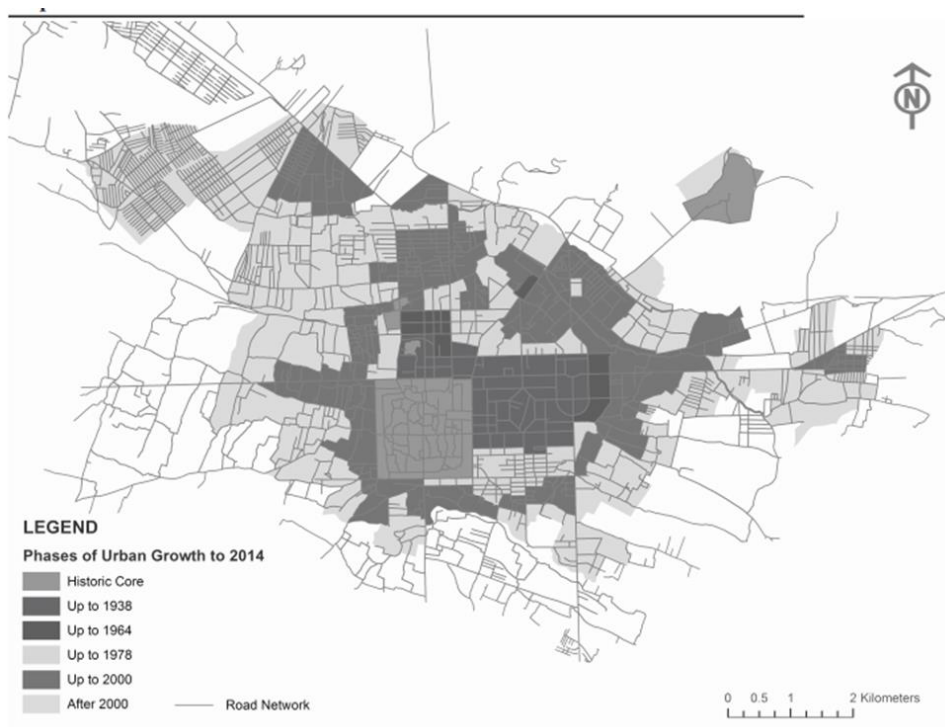 N
LEGEND
Phases of Urban Growth to 2014
Historic Core
Up to 1938
Up to 1964
Up to 1978
Up to 2000
After 2000
Road Network
0 0.5 1 2 Kilometers